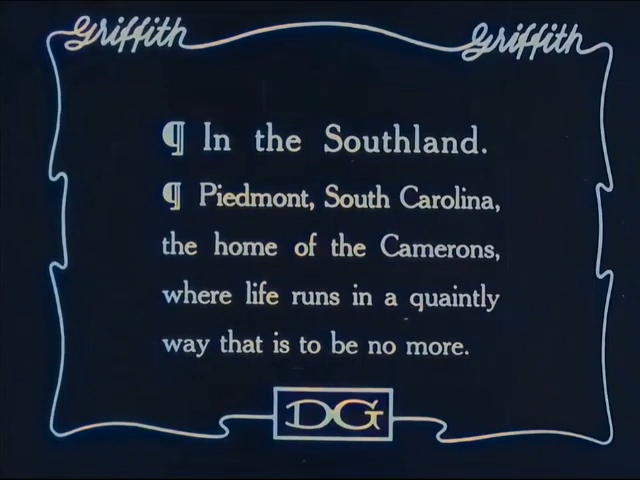 Griffith Griffith
¶ In the Southland.
¶ Piedmont, South Carolina,
the home of the Camerons,
where life runs in a quaintly
way that is to be no more.
DG